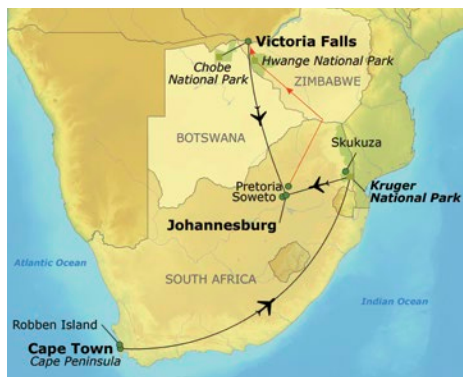 Victoria Falls
Chobe
National Park
Hwange National Park
ZIMBABWE
BOTSWANA
Skukuza
Pretoria
Soweto
Kruger
National Park
Johannesburg
Atlantic Ocean
SOUTH AFRICA
Indian Ocean
Robben Island
Cape Town
Cape Peninsula